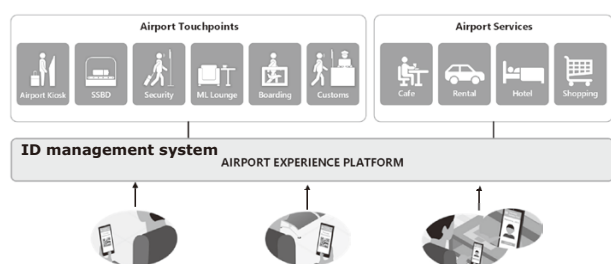 Airport Touchpoints
Airport Services
Airport Kiosk
SSBD
Security
ML Lounge
Boarding
Customs
Cafe
Rental
Hotel
Shopping
ID management system
AIRPORT EXPERIENCE PLATFORM